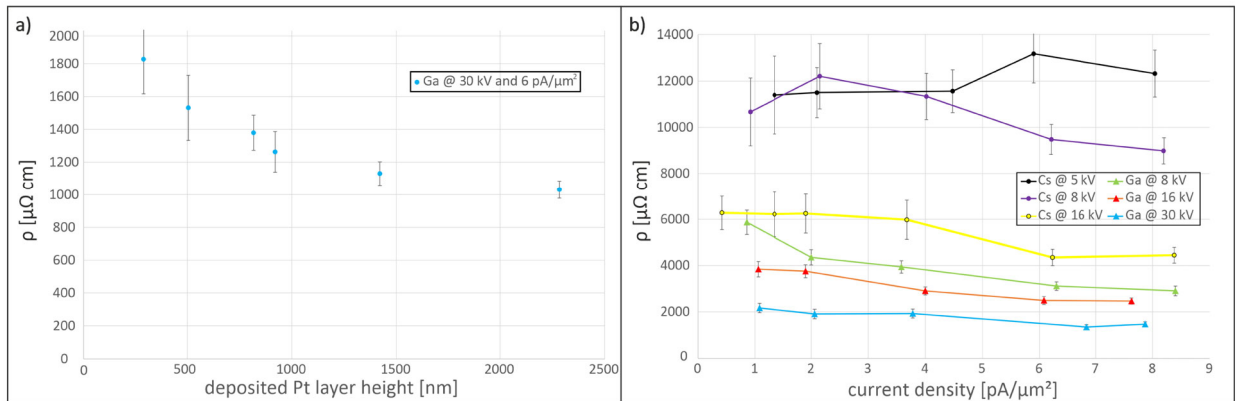 a)
ρ [µΩ cm]
2000
1800
1600
1400
1200
1000
800
600
400
200
0
Ga @ 30 kV and 6 pA/µm²
0 500 1000 1500 2000 2500
deposited Pt layer height [nm]
b)
ρ [µΩ cm]
14000
12000
10000
8000
6000
4000
2000
0
Cs @ 5 kV Ga @ 8 kV
Cs @ 8 kV Ga @ 16 kV
Cs @ 16 kV Ga @ 30 kV
1 2 3 4 5 6 7 8 9
current density [pA/µm²]